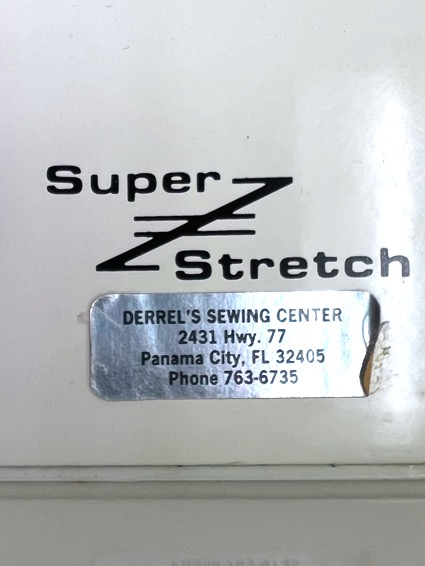 Super
Stretch
DERREL'S SEWING CENTER
2431 Hwy. 77
Panama City, FL 32405
Phone 763-6735